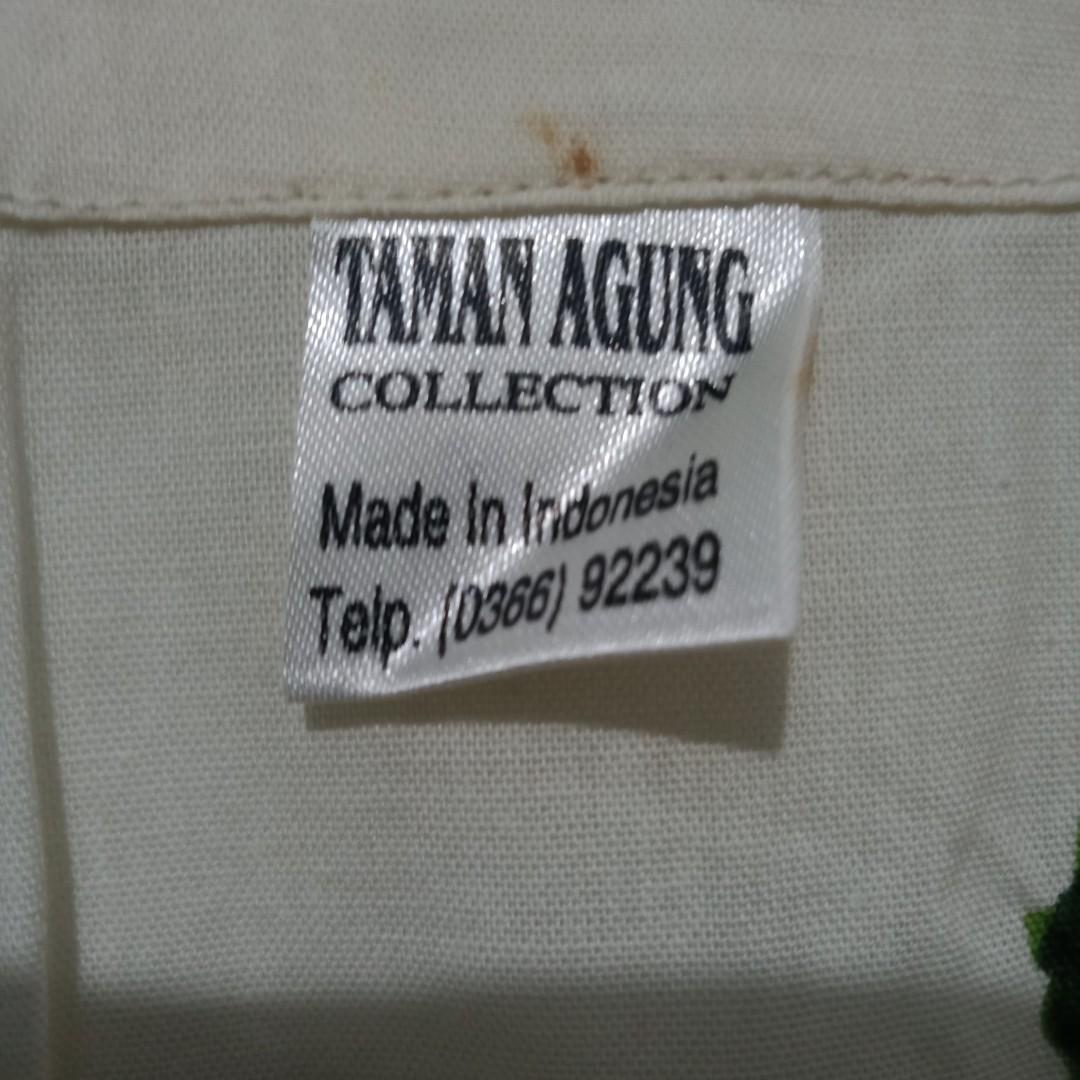 TAMAN AGUNG
COLLECTION
Made in Indonesia
Telp. (0366) 92239